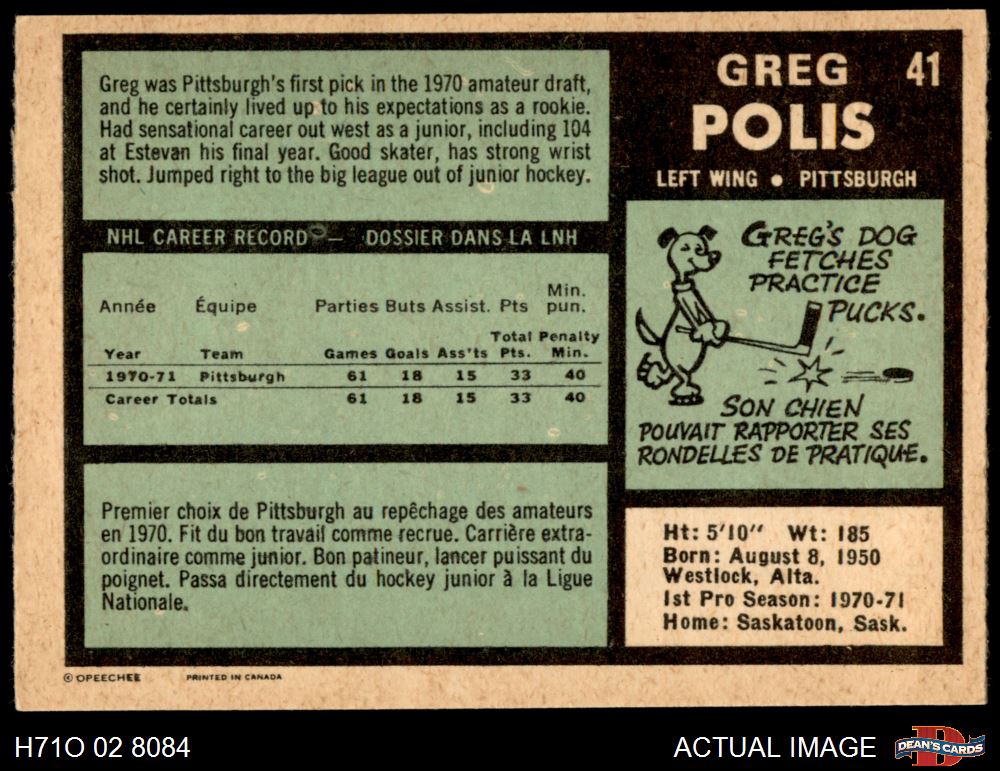 Greg was Pittsburgh's first pick in the 1970 amateur draft,
and he certainly lived up to his expectations as a rookie.
Had sensational career out west as a junior, including 104
at Estevan his final year. Good skater, has strong wrist
shot. Jumped right to the big league out of junior hockey.
GREG 41
POLIS
LEFT WING • PITTSBURGH
NHL CAREER RECORD — DOSSIER DANS LA LNH
Année Équipe Parties Buts Assist. Pts Min. pun.
Year Team Games Goals Ass'ts Total Pts. Penalty Min.
1970-71 Pittsburgh 61 18 15 33 40
Career Totals 61 18 15 33 40
GREG'S DOG
FETCHES
PRACTICE
PUCKS.
SON CHIEN
POUVAIT RAPPORTER SES
RONDELLES DE PRATIQUE.
Premier choix de Pittsburgh au repêchage des amateurs
en 1970. Fit du bon travail comme recrue. Carrière extra-
ordinaire comme junior. Bon patineur, lancer puissant du
poignet. Passa directement du hockey junior à la Ligue
Nationale.
Ht: 5'10" Wt: 185
Born: August 8, 1950
Westlock, Alta.
1st Pro Season: 1970-71
Home: Saskatoon, Sask.
© OPEECHEE PRINTED IN CANADA
H71O 02 8084
ACTUAL IMAGE
D
DEAN'S CARDS